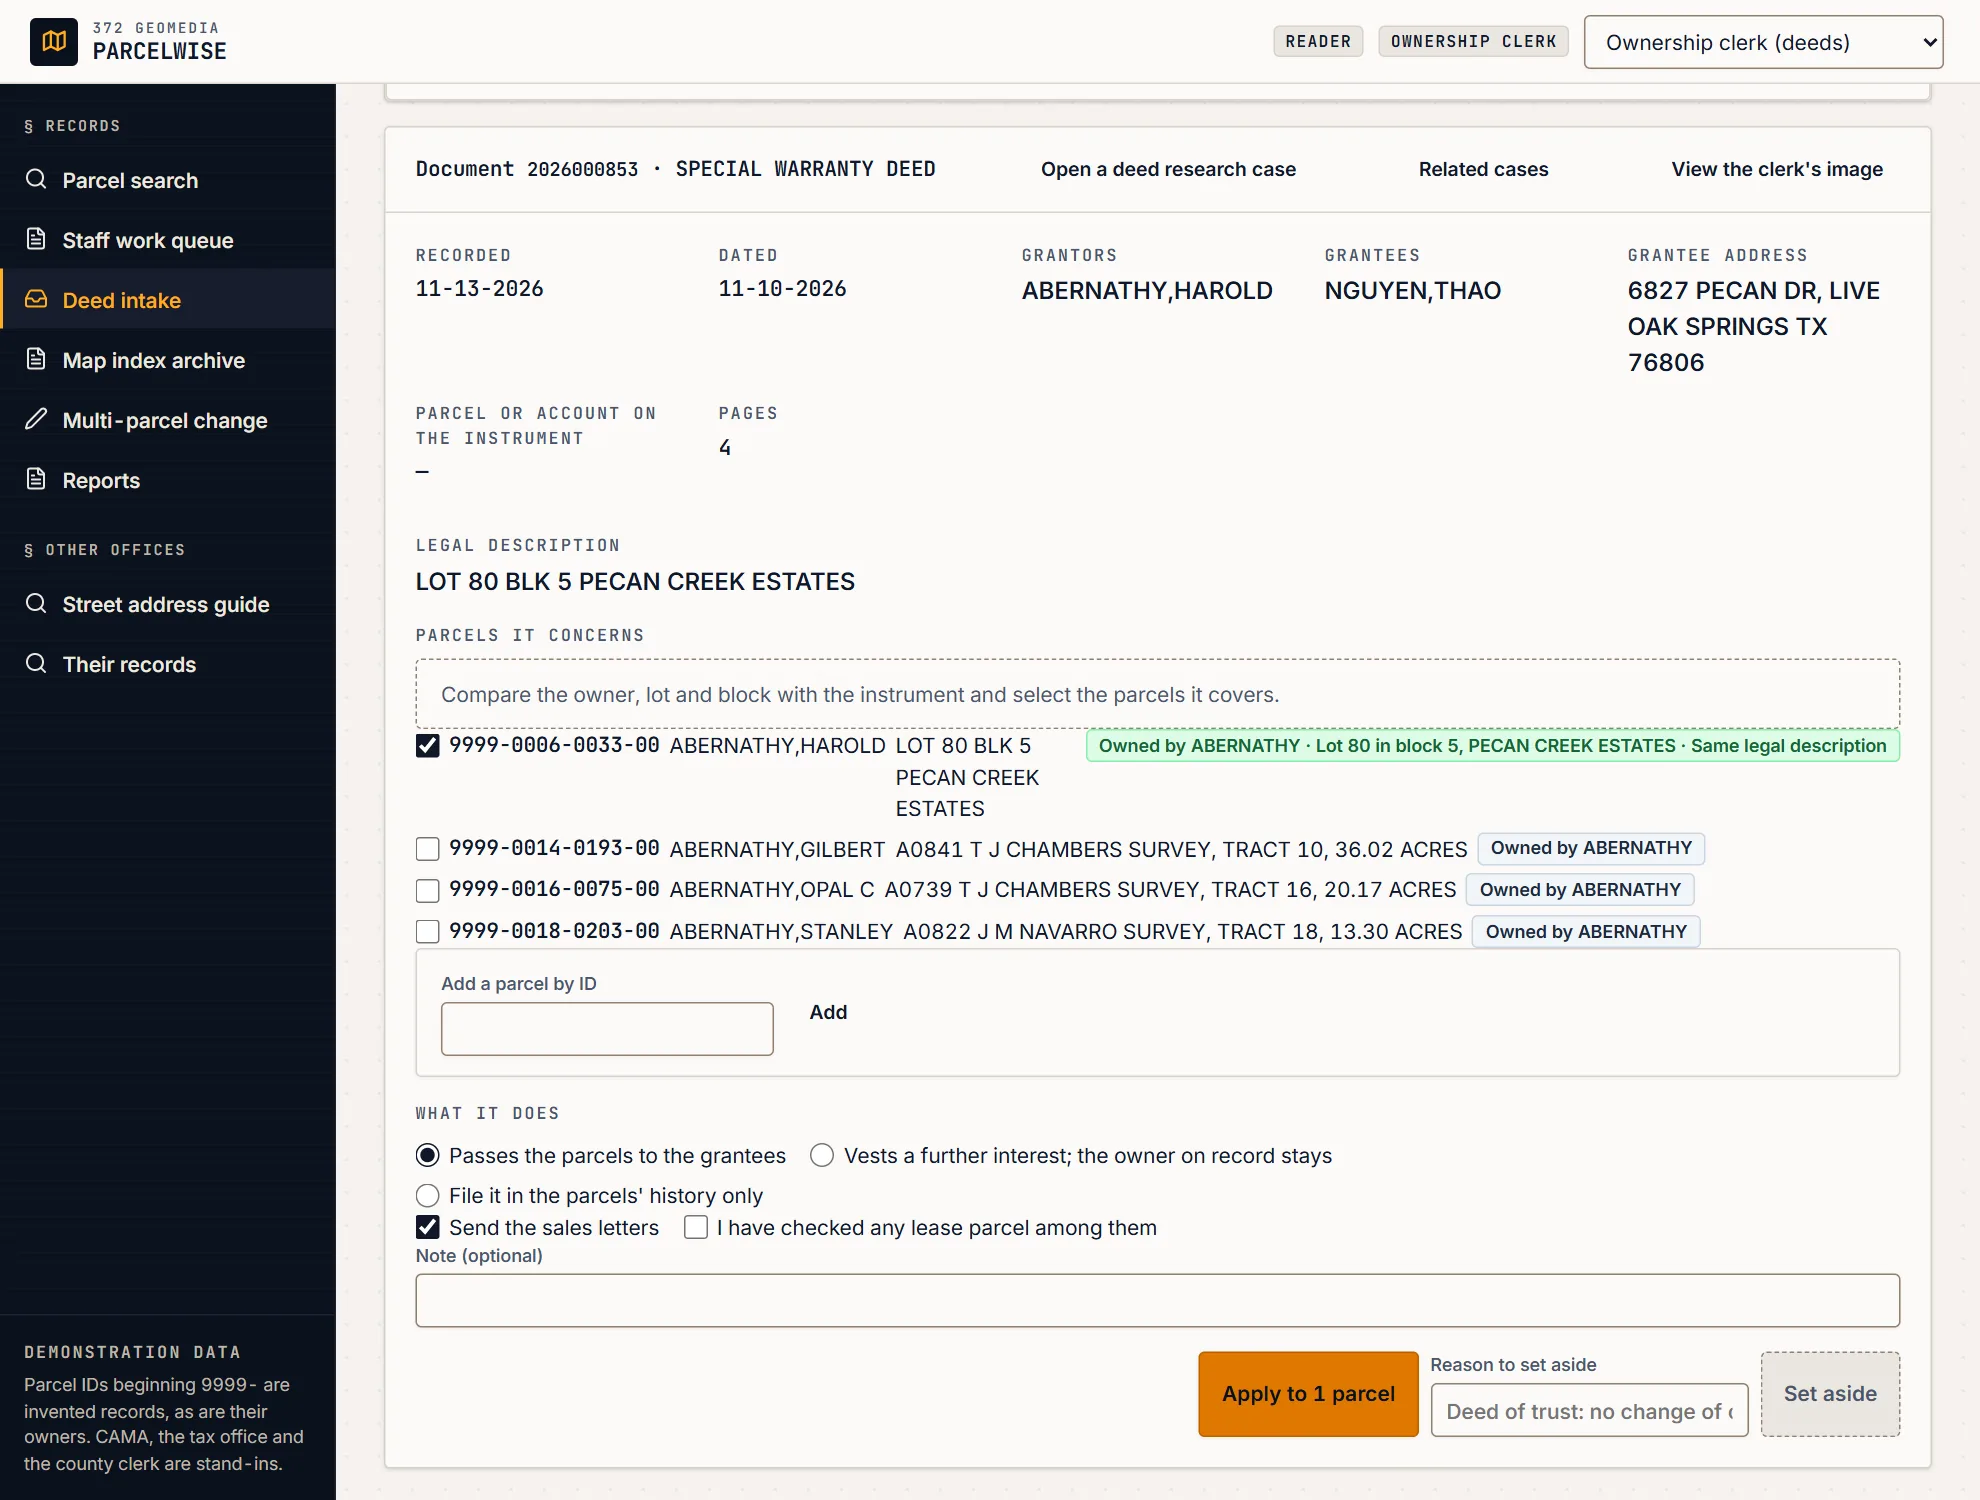 372 GEOMEDIA
PARCELWISE
READER
OWNERSHIP CLERK
Ownership clerk (deeds)
§ RECORDS
Parcel search
Staff work queue
Deed intake
Map index archive
Multi-parcel change
Reports
§ OTHER OFFICES
Street address guide
Their records
DEMONSTRATION DATA
Parcel IDs beginning 9999- are
invented records, as are their
owners. CAMA, the tax office and
the county clerk are stand-ins.
Document 2026000853 · SPECIAL WARRANTY DEED
Open a deed research case
Related cases
View the clerk's image
RECORDED
11-13-2026
DATED
11-10-2026
GRANTORS
ABERNATHY,HAROLD
GRANTEES
NGUYEN,THAO
GRANTEE ADDRESS
6827 PECAN DR, LIVE
OAK SPRINGS TX
76806
PARCEL OR ACCOUNT ON
THE INSTRUMENT
—
PAGES
4
LEGAL DESCRIPTION
LOT 80 BLK 5 PECAN CREEK ESTATES
PARCELS IT CONCERNS
Compare the owner, lot and block with the instrument and select the parcels it covers.
9999-0006-0033-00 ABERNATHY,HAROLD LOT 80 BLK 5
PECAN CREEK
ESTATES
Owned by ABERNATHY · Lot 80 in block 5, PECAN CREEK ESTATES · Same legal description
9999-0014-0193-00 ABERNATHY,GILBERT A0841 T J CHAMBERS SURVEY, TRACT 10, 36.02 ACRES Owned by ABERNATHY
9999-0016-0075-00 ABERNATHY,OPAL C A0739 T J CHAMBERS SURVEY, TRACT 16, 20.17 ACRES Owned by ABERNATHY
9999-0018-0203-00 ABERNATHY,STANLEY A0822 J M NAVARRO SURVEY, TRACT 18, 13.30 ACRES Owned by ABERNATHY
Add a parcel by ID
Add
WHAT IT DOES
Passes the parcels to the grantees
Vests a further interest; the owner on record stays
File it in the parcels' history only
Send the sales letters
I have checked any lease parcel among them
Note (optional)
Apply to 1 parcel
Reason to set aside
Deed of trust: no change of
Set aside